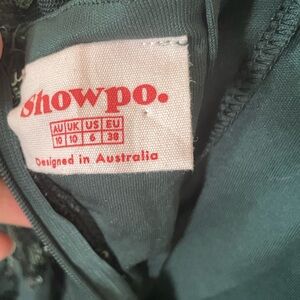 Showpo.
AU UK US EU
10 10 6 38
Designed in Australia